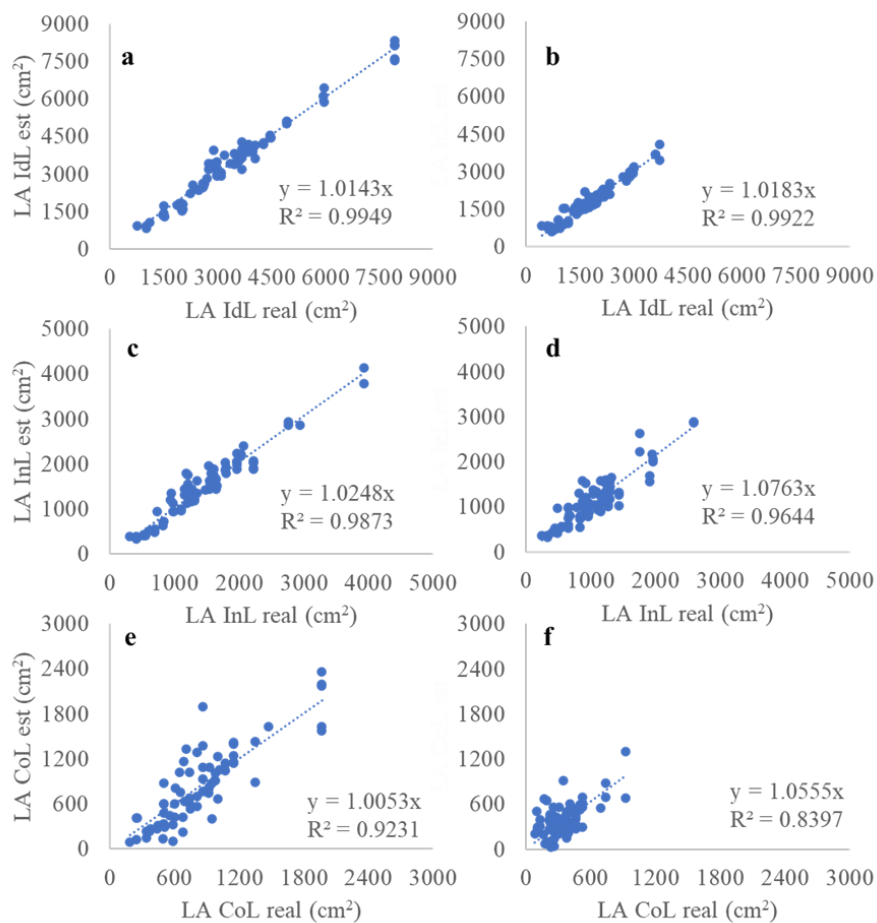 a
LA IdL est (cm²)
9000
7500
6000
4500
3000
1500
0
y = 1.0143x
R² = 0.9949
0 1500 3000 4500 6000 7500 9000
LA IdL real (cm²)
b
9000
7500
6000
4500
3000
1500
0
y = 1.0183x
R² = 0.9922
0 1500 3000 4500 6000 7500 9000
LA IdL real (cm²)
c
LA InL est (cm²)
5000
4000
3000
2000
1000
0
y = 1.0248x
R² = 0.9873
0 1000 2000 3000 4000 5000
LA InL real (cm²)
d
5000
4000
3000
2000
1000
0
y = 1.0763x
R² = 0.9644
0 1000 2000 3000 4000 5000
LA InL real (cm²)
e
LA CoL est (cm²)
3000
2400
1800
1200
600
0
y = 1.0053x
R² = 0.9231
0 600 1200 1800 2400 3000
LA CoL real (cm²)
f
3000
2400
1800
1200
600
0
y = 1.0555x
R² = 0.8397
0 600 1200 1800 2400 3000
LA CoL real (cm²)